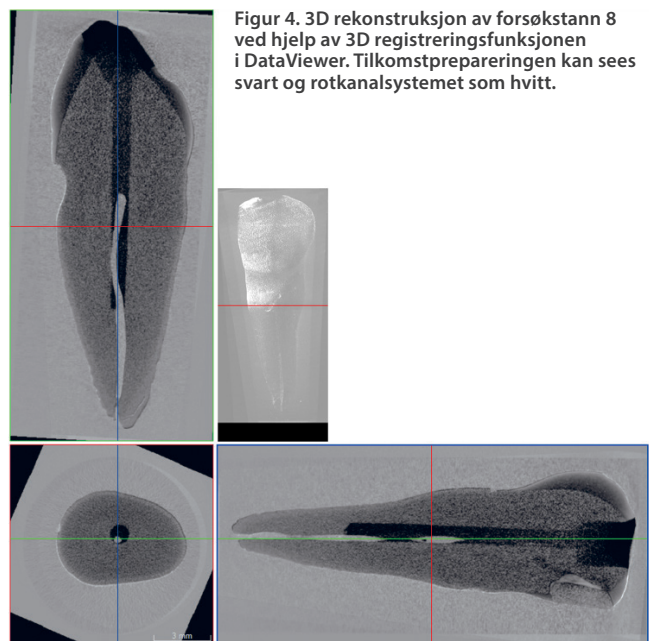 Figur 4. 3D rekonstruksjon av forsøkstann 8
ved hjelp av 3D registreringsfunksjonen
i DataViewer. Tilkomstprepareringen kan sees
svart og rotkanalsystemet som hvitt.
3 mm